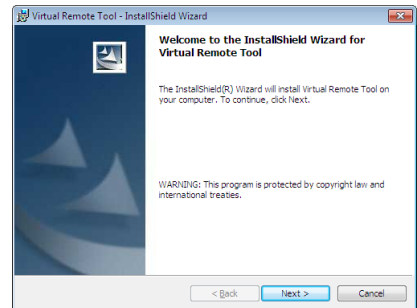 Virtual Remote Tool - InstallShield Wizard
Welcome to the InstallShield Wizard for
Virtual Remote Tool
The InstallShield(R) Wizard will install Virtual Remote Tool on
your computer. To continue, click Next.
WARNING: This program is protected by copyright law and
international treaties.
< Back Next > Cancel